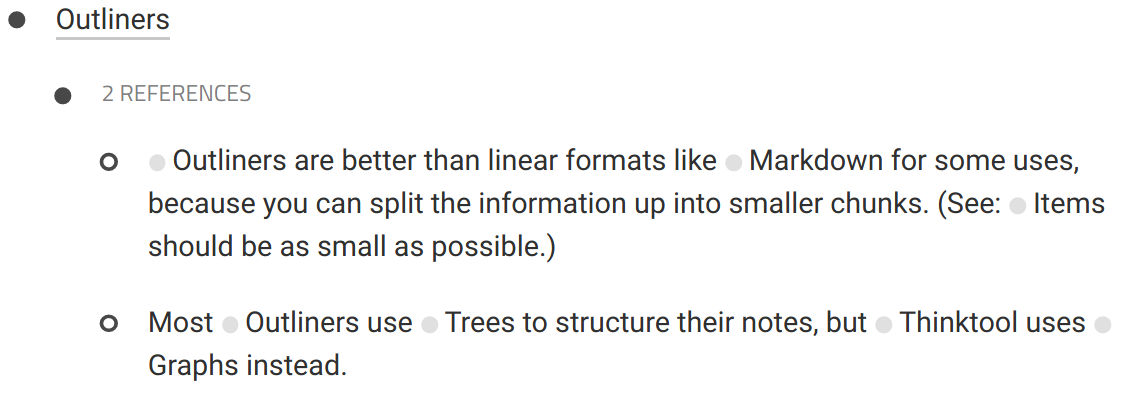 Outliners
2 REFERENCES
Outliners are better than linear formats like Markdown for some uses,
because you can split the information up into smaller chunks. (See: Items
should be as small as possible.)
Most Outliners use Trees to structure their notes, but Thinktool uses
Graphs instead.